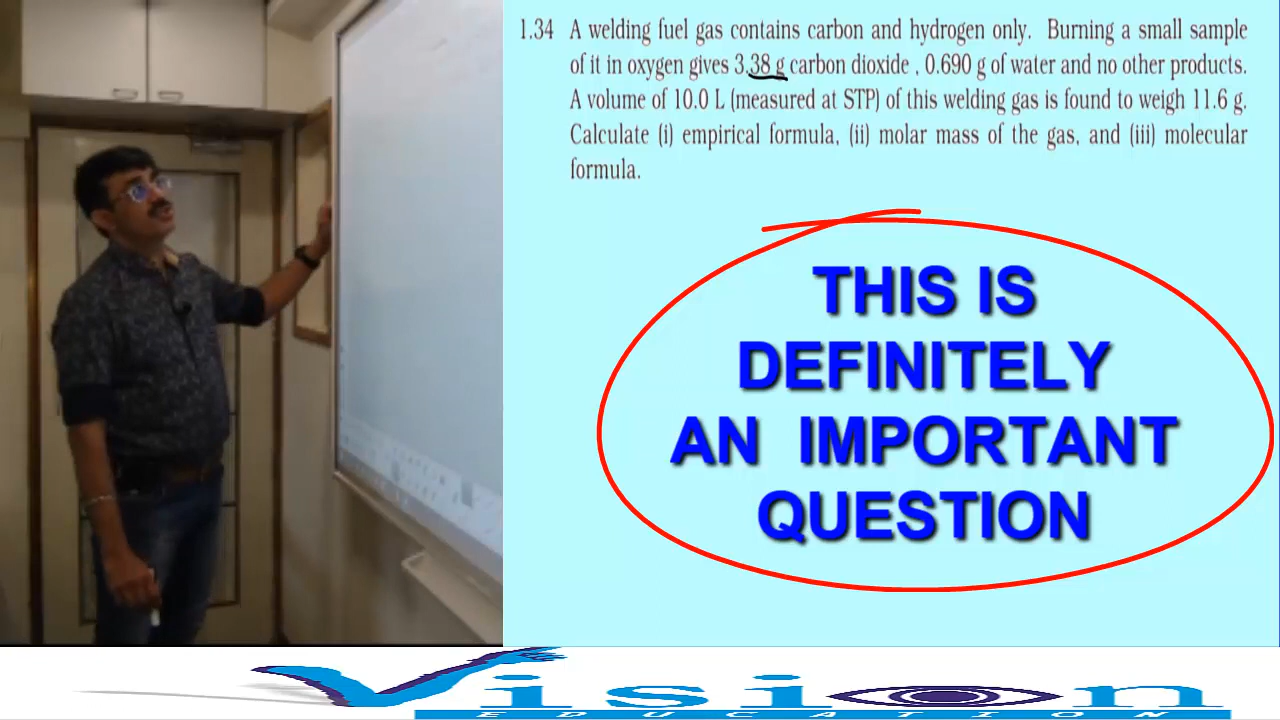 1.34 A welding fuel gas contains carbon and hydrogen only. Burning a small sample
of it in oxygen gives 3.38 g carbon dioxide , 0.690 g of water and no other products.
A volume of 10.0 L (measured at STP) of this welding gas is found to weigh 11.6 g.
Calculate (i) empirical formula, (ii) molar mass of the gas, and (iii) molecular
formula.
THIS IS
DEFINITELY
AN IMPORTANT
QUESTION
Vision
EDUCATION